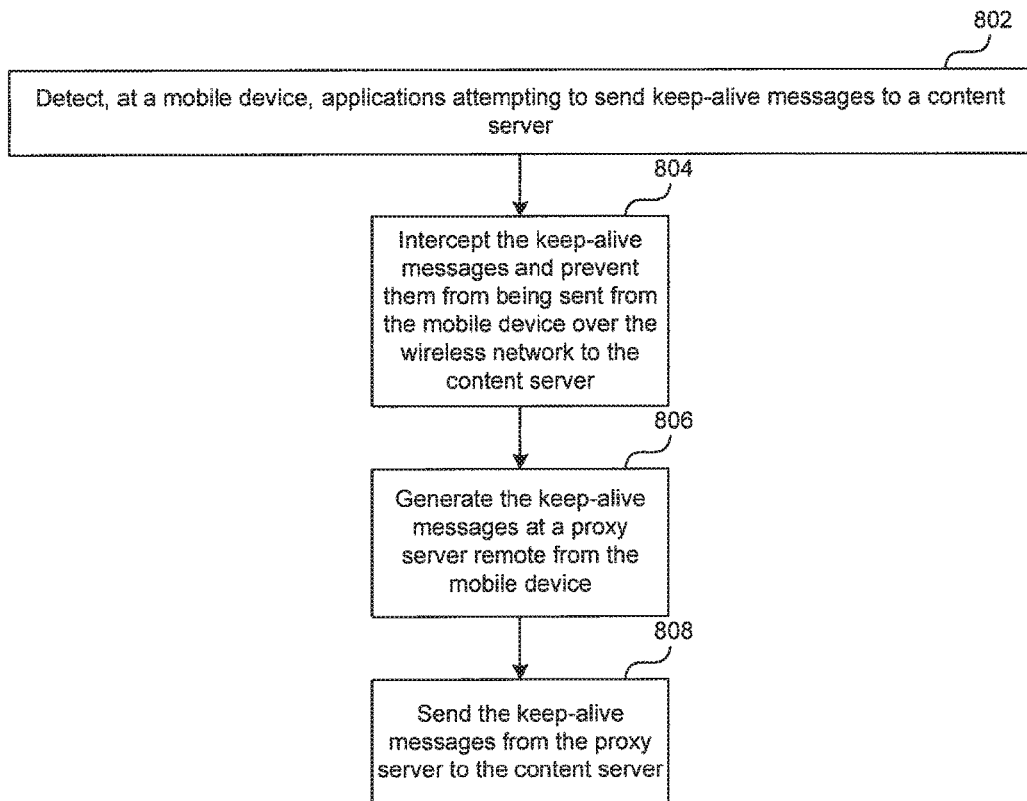 802
Detect, at a mobile device, applications attempting to send keep-alive messages to a content
server
804
Intercept the keep-alive
messages and prevent
them from being sent from
the mobile device over the
wireless network to the
content server
806
Generate the keep-alive
messages at a proxy
server remote from the
mobile device
808
Send the keep-alive
messages from the proxy
server to the content server